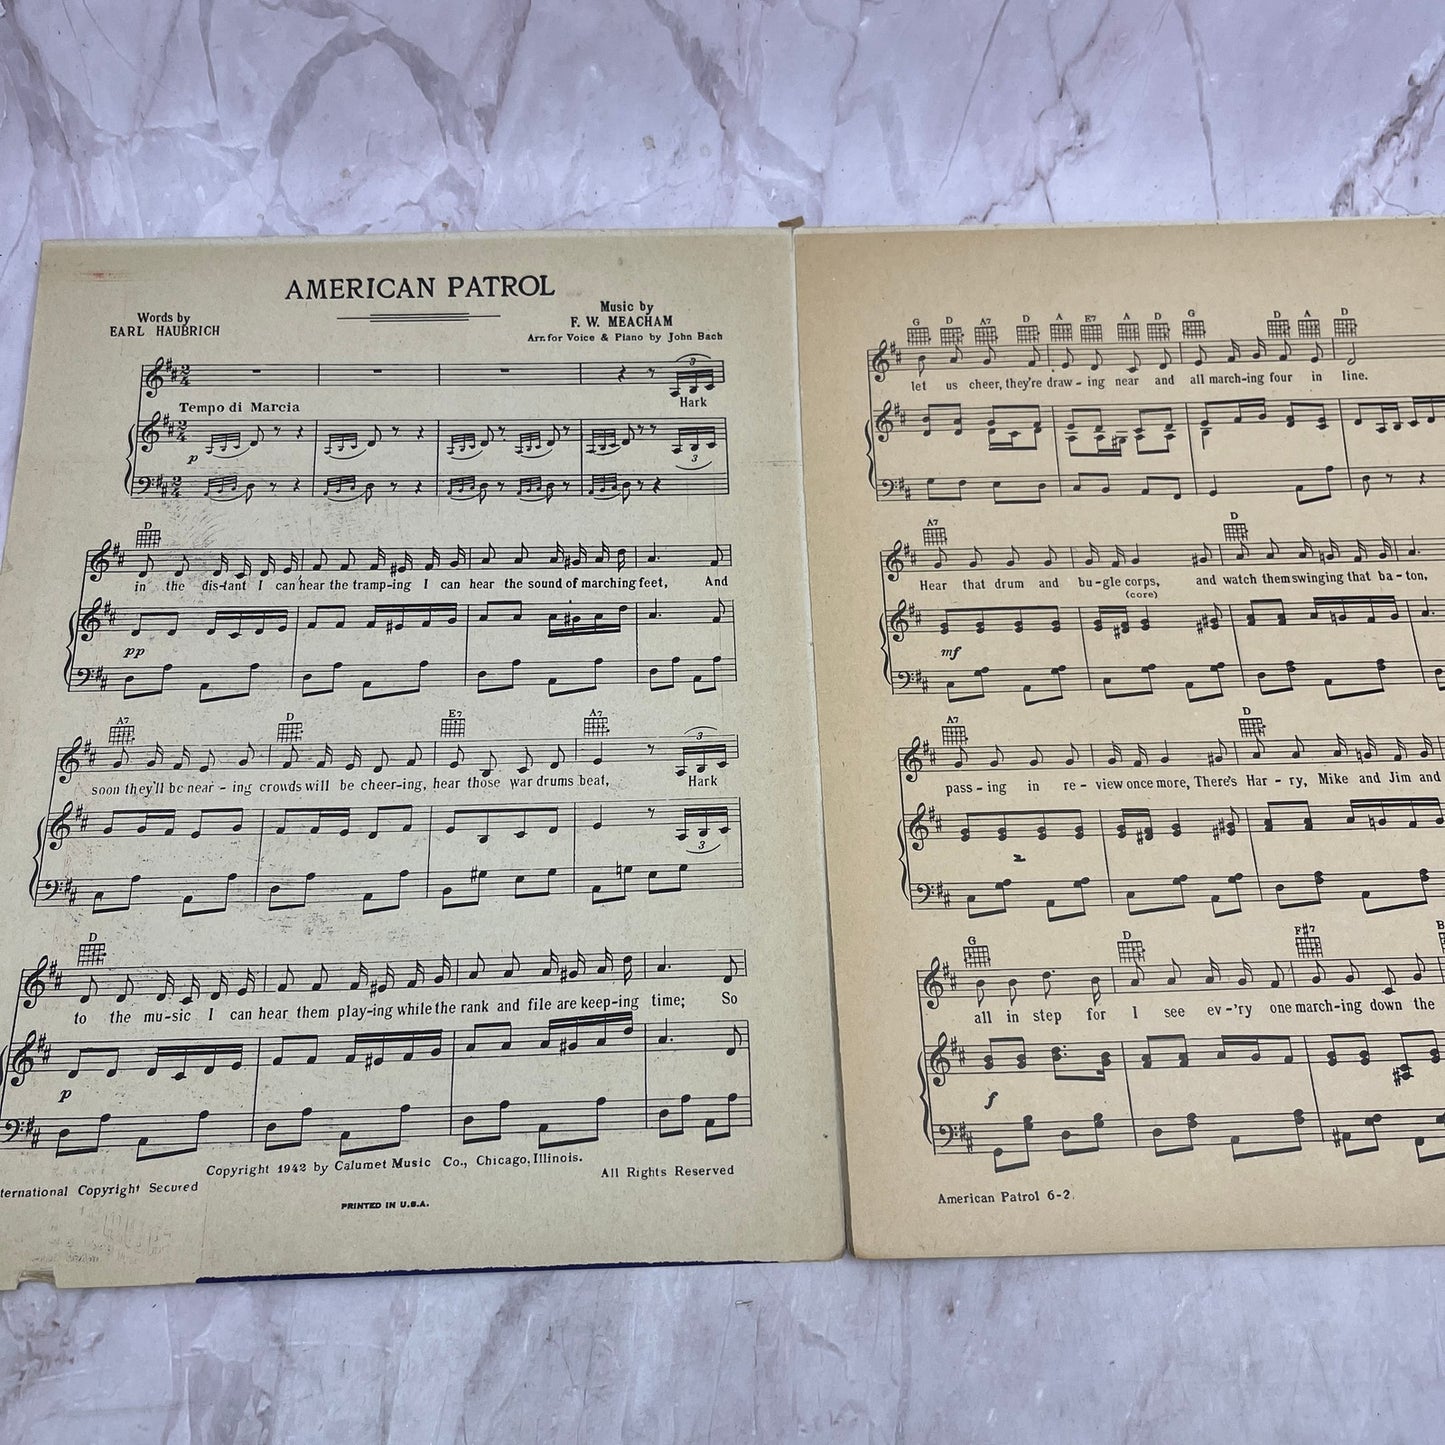 AMERICAN PATROL
Words by
EARL HAUBRICH
Music by
F. W. MEACHAM
Arr. for Voice & Piano by John Bach
3
Hark
Tempo di Marcia
p
3
D
in the dis-tant I can hear the tramp-ing I can hear the sound of marching feet, And
pp
A7 D E7 A7
3
soon they'll be near - ing crowds will be cheer-ing, hear those war drums beat, Hark
3
D
to the mu-sic I can hear them play-ing while the rank and file are keep-ing time; So
p
Copyright 1942 by Calumet Music Co., Chicago, Illinois.
ternational Copyright Secured
All Rights Reserved
PRINTED IN U.S.A.
G D A7 D A E7 A D G D A D
let us cheer, they're draw - ing near and all march-ing four in line.
A7 D
Hear that drum and bu-gle corps, and watch them swinging that ba-ton,
(core)
mf
A7 D
pass - ing in re - view once more, There's Har - ry, Mike and Jim and
2
G D F#7 B
all in step for I see ev-'ry one march-ing down the
f
American Patrol 6-2